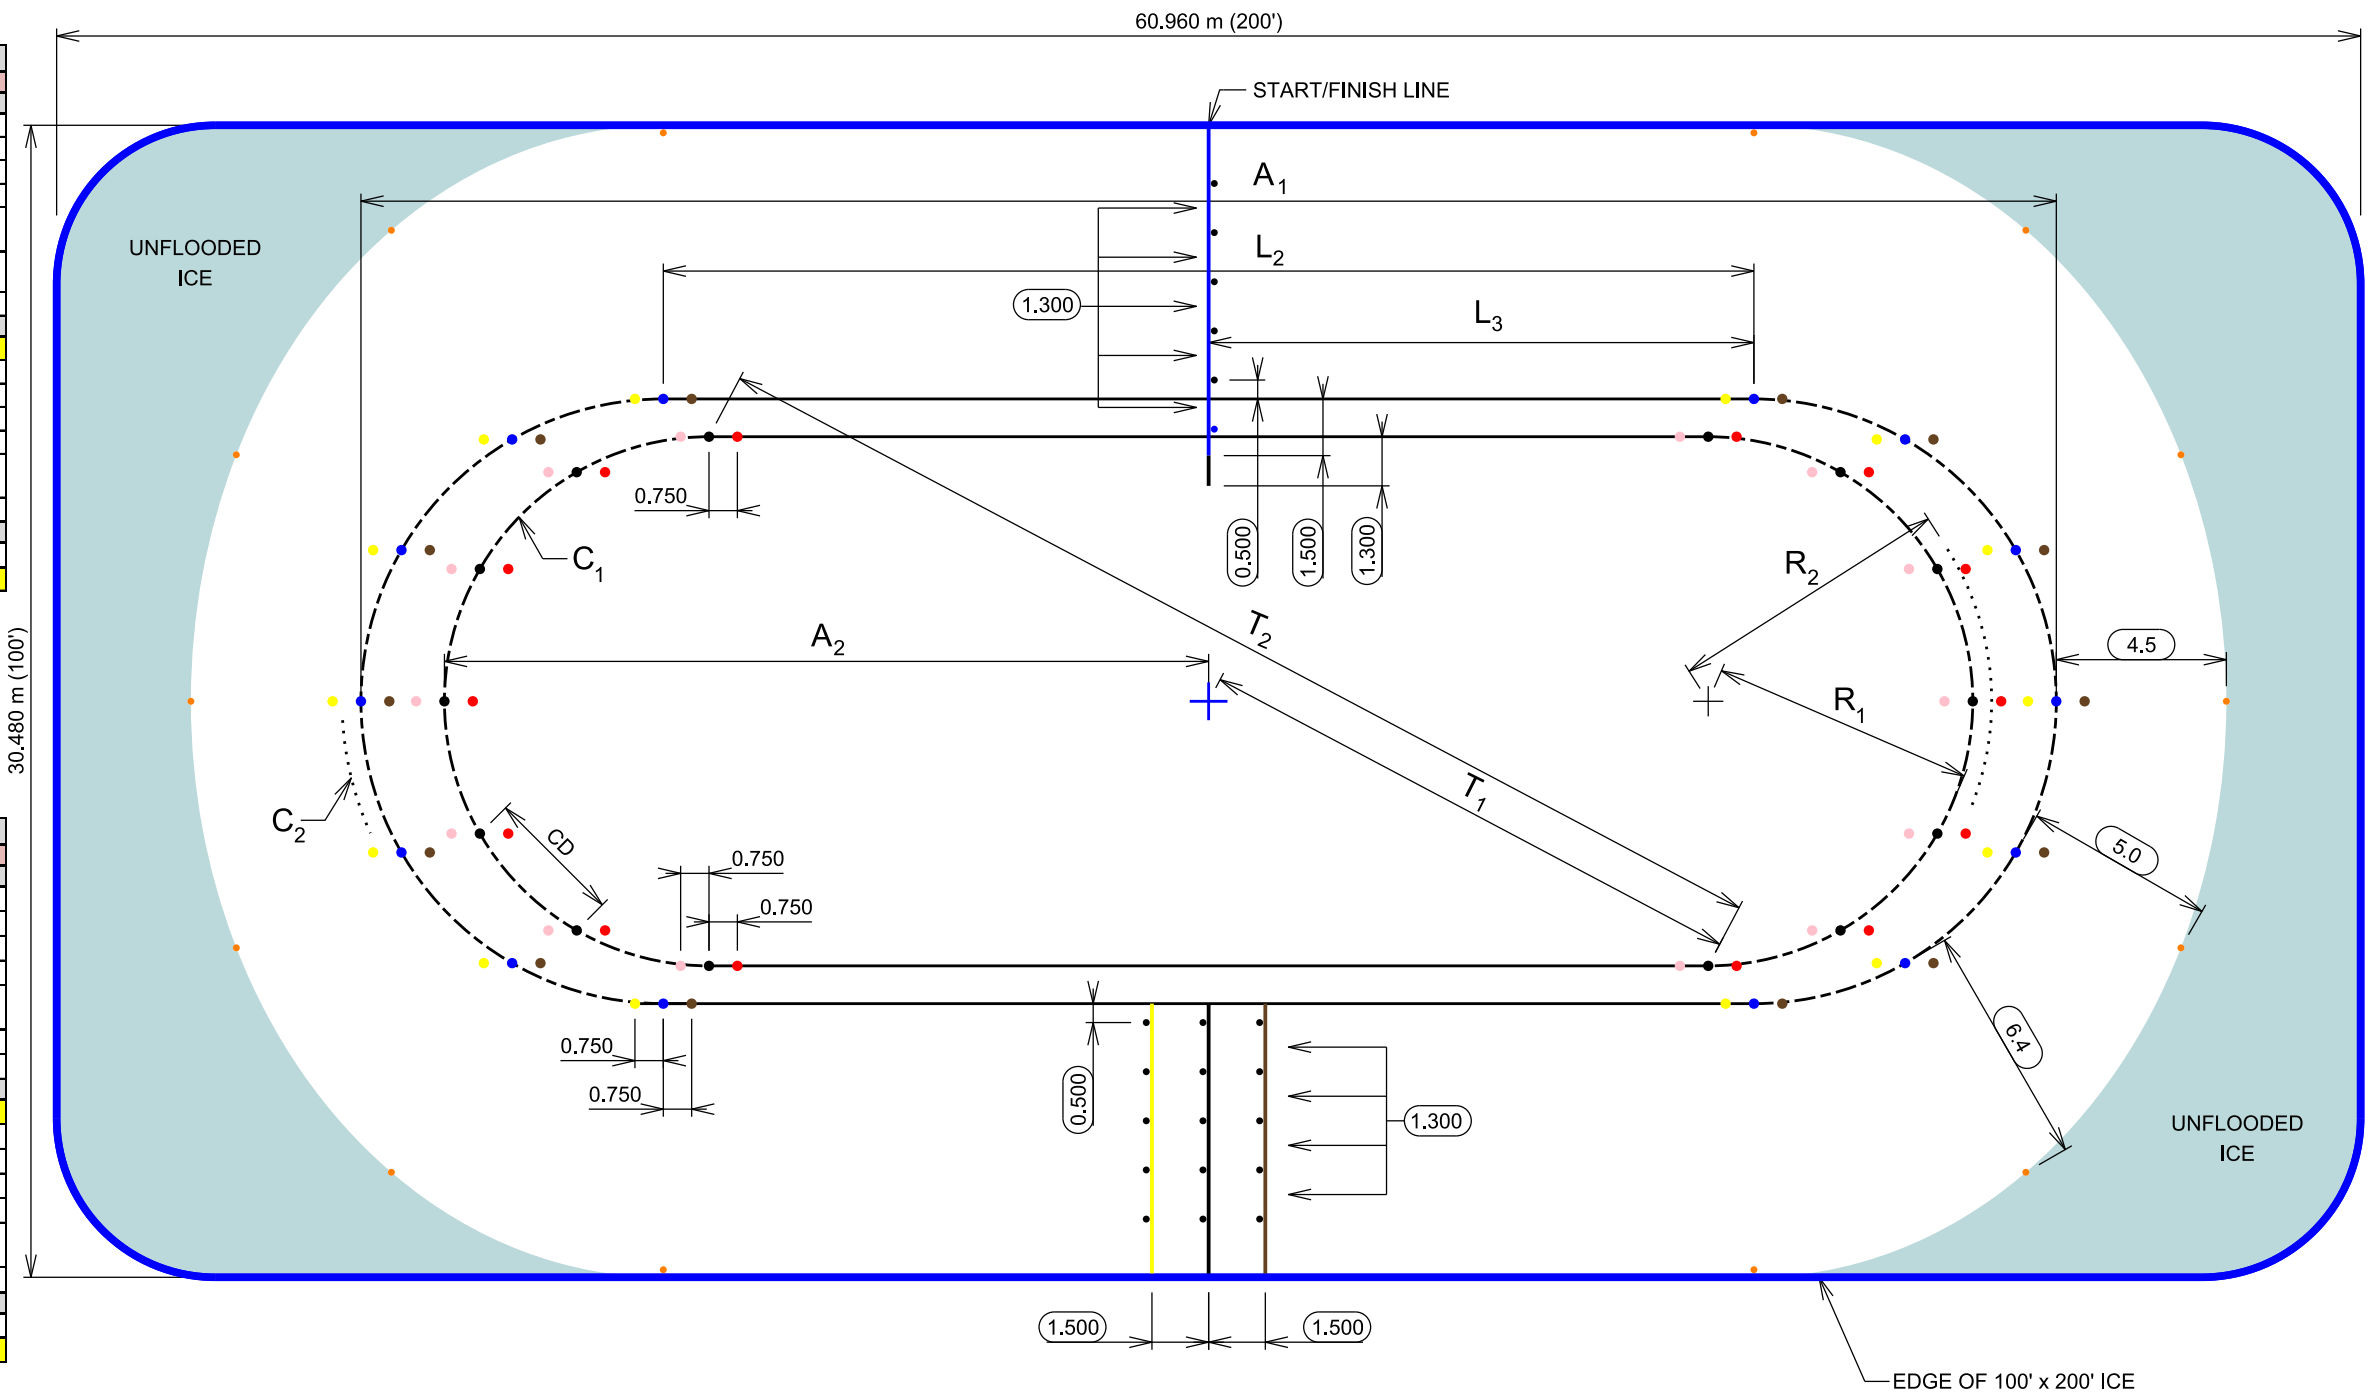 60.960 m (200')
START/FINISH LINE
A1
UNFLOODED
ICE
L2
1.300
L3
0.750
0.500
1.500
1.300
C1
R2
T2
A2
4.5
30.480 m (100')
R1
T1
C2
CD
0.750
5.0
0.750
6.4
0.750
0.750
0.500
1.300
UNFLOODED
ICE
1.500
1.500
EDGE OF 100' x 200' ICE